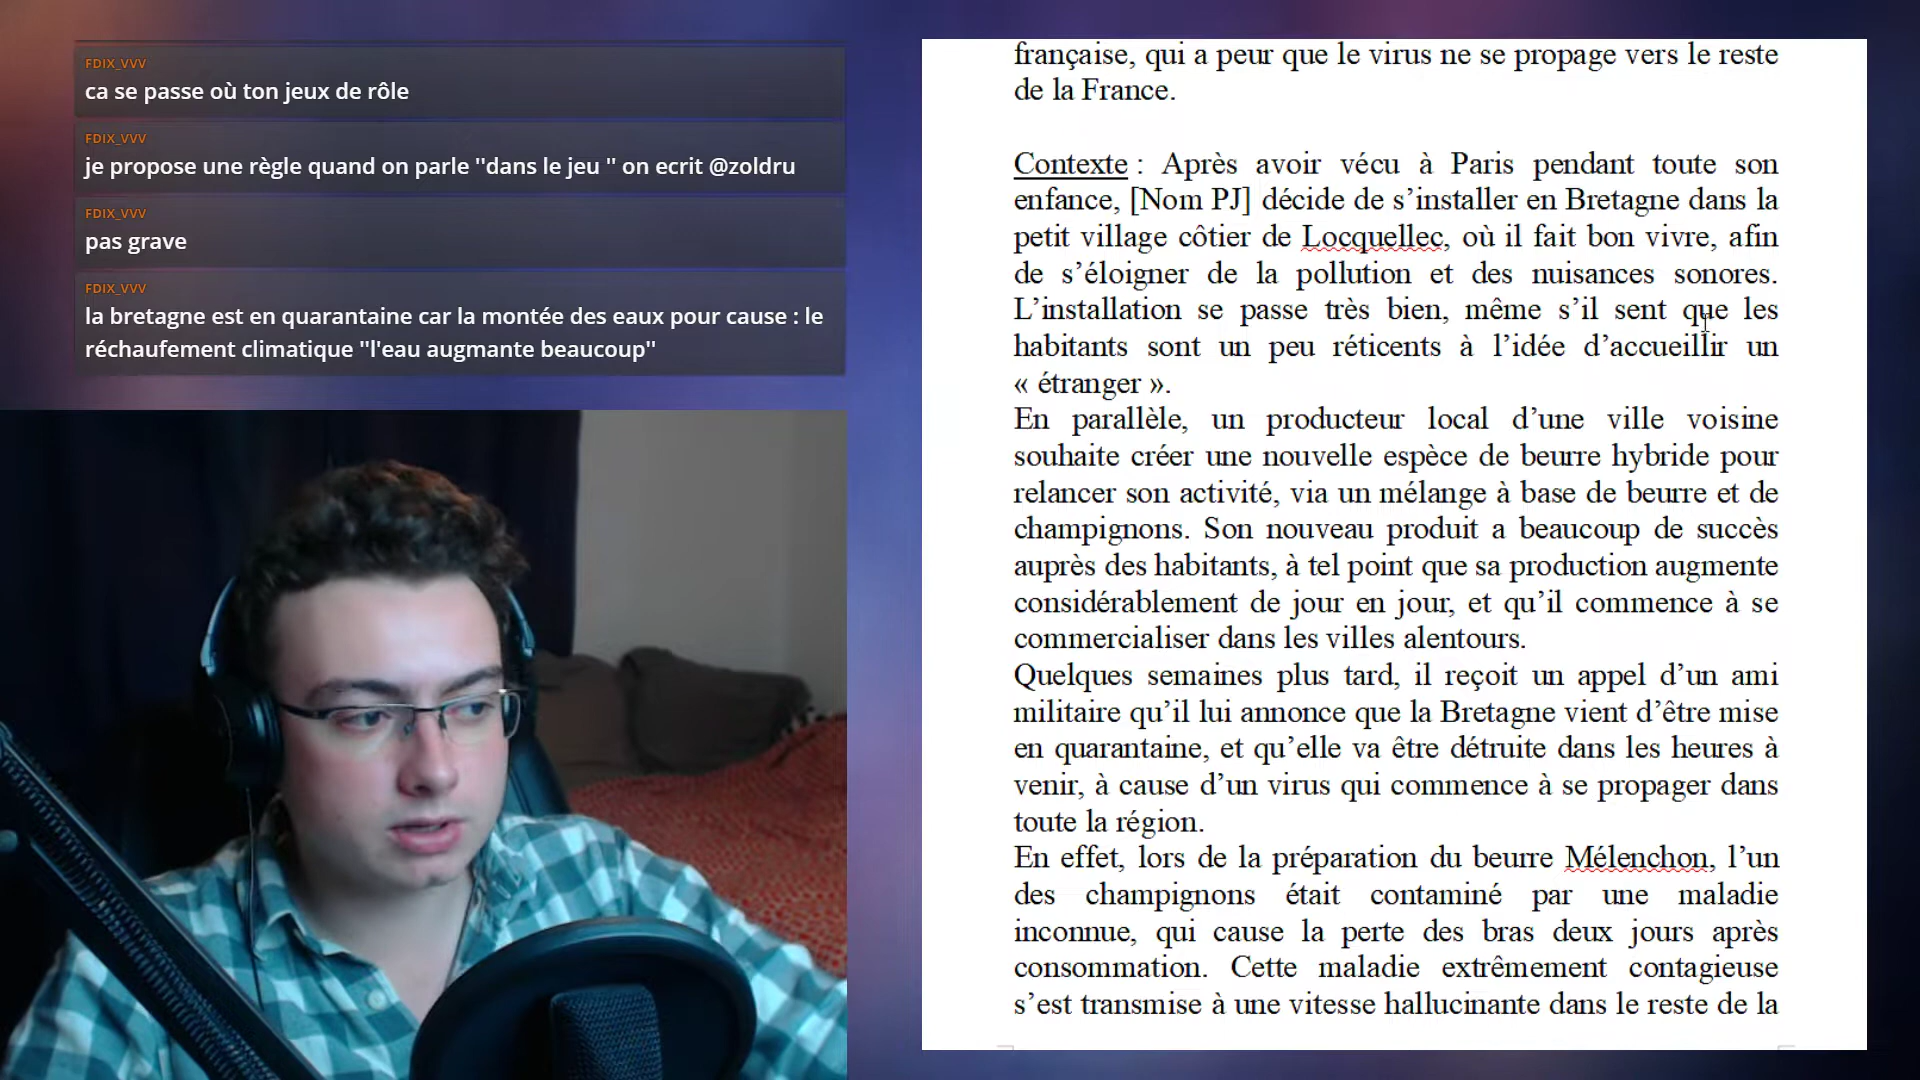 FDIX_VVV
ca se passe où ton jeux de rôle
FDIX_VVV
je propose une règle quand on parle ''dans le jeu '' on ecrit @zoldru
FDIX_VVV
pas grave
FDIX_VVV
la bretagne est en quarantaine car la montée des eaux pour cause : le
réchaufement climatique ''l'eau augmante beaucoup''
française, qui a peur que le virus ne se propage vers le reste
de la France.
Contexte : Après avoir vécu à Paris pendant toute son
enfance, [Nom PJ] décide de s’installer en Bretagne dans la
petit village côtier de Locquellec, où il fait bon vivre, afin
de s’éloigner de la pollution et des nuisances sonores.
L’installation se passe très bien, même s’il sent que les
habitants sont un peu réticents à l’idée d’accueillir un
« étranger ».
En parallèle, un producteur local d’une ville voisine
souhaite créer une nouvelle espèce de beurre hybride pour
relancer son activité, via un mélange à base de beurre et de
champignons. Son nouveau produit a beaucoup de succès
auprès des habitants, à tel point que sa production augmente
considérablement de jour en jour, et qu’il commence à se
commercialiser dans les villes alentours.
Quelques semaines plus tard, il reçoit un appel d’un ami
militaire qu’il lui annonce que la Bretagne vient d’être mise
en quarantaine, et qu’elle va être détruite dans les heures à
venir, à cause d’un virus qui commence à se propager dans
toute la région.
En effet, lors de la préparation du beurre Mélenchon, l’un
des champignons était contaminé par une maladie
inconnue, qui cause la perte des bras deux jours après
consommation. Cette maladie extrêmement contagieuse
s’est transmise à une vitesse hallucinante dans le reste de la